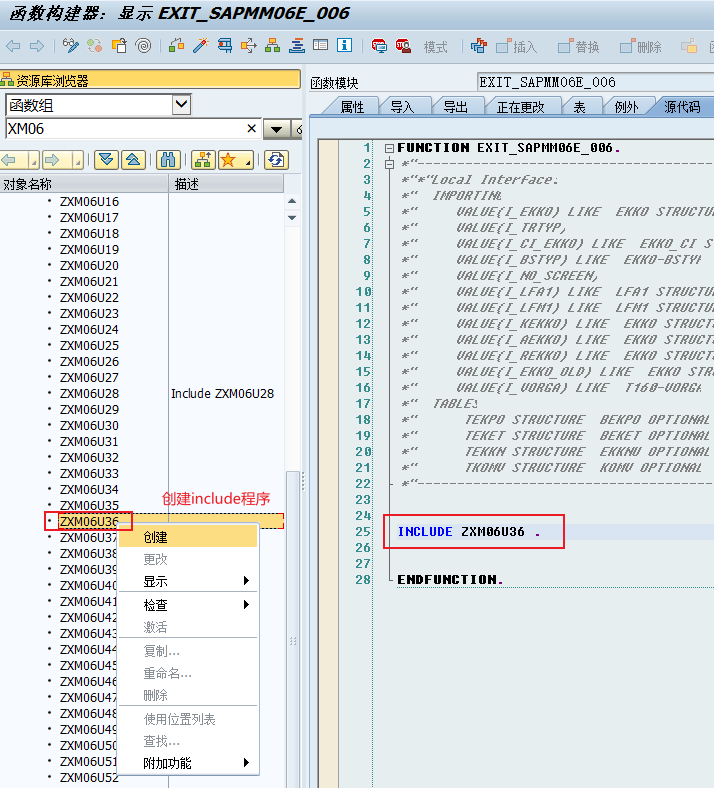 函数构建器: 显示 EXIT_SAPMM06E_006
模式 插入 替换 删除
资源库浏览器
函数组
XM06
对象名称 描述
ZXM06U16
ZXM06U17
ZXM06U18
ZXM06U19
ZXM06U20
ZXM06U21
ZXM06U22
ZXM06U23
ZXM06U24
ZXM06U25
ZXM06U26
ZXM06U27
ZXM06U28 Include ZXM06U28
ZXM06U29
ZXM06U30
ZXM06U31
ZXM06U32
ZXM06U33
ZXM06U34
ZXM06U35
创建include程序
ZXM06U36
ZXM06U37
ZXM06U38
ZXM06U39
ZXM06U40
ZXM06U41
ZXM06U42
ZXM06U43
ZXM06U44
ZXM06U45
ZXM06U46
ZXM06U47
ZXM06U48
ZXM06U49
ZXM06U50
ZXM06U51
ZXM06U52
创建
更改
显示
检查
激活
复制...
重命名...
删除
使用位置列表
查找...
附加功能
函数模块 EXIT_SAPMM06E_006
属性 导入 导出 正在更改 表 例外 源代码
1 FUNCTION EXIT_SAPMM06E_006.
2 *"----------------------------------------
3 *"*"Local Interface:
4 *" IMPORTING
5 *" VALUE(I_EKKO) LIKE EKKO STRUCTU
6 *" VALUE(I_TRTYP)
7 *" VALUE(I_CI_EKKO) LIKE EKKO_CI S
8 *" VALUE(I_BSTYP) LIKE EKKO-BSTYP
9 *" VALUE(I_NO_SCREEN)
10 *" VALUE(I_LFA1) LIKE LFA1 STRUCTU
11 *" VALUE(I_LFM1) LIKE LFM1 STRUCTU
12 *" VALUE(I_KEKKO) LIKE EKKO STRUCT
13 *" VALUE(I_AEKKO) LIKE EKKO STRUCT
14 *" VALUE(I_REKKO) LIKE EKKO STRUCT
15 *" VALUE(I_EKKO_OLD) LIKE EKKO STR
16 *" VALUE(I_VORGA) LIKE T160-VORGA
17 *" TABLES
18 *" TEKPO STRUCTURE BEKPO OPTIONAL
19 *" TEKET STRUCTURE BEKET OPTIONAL
20 *" TEKKN STRUCTURE EKKNU OPTIONAL
21 *" TKOMV STRUCTURE KOMV OPTIONAL
22 *"----------------------------------------
23
24
25 INCLUDE ZXM06U36 .
26
27
28 ENDFUNCTION.